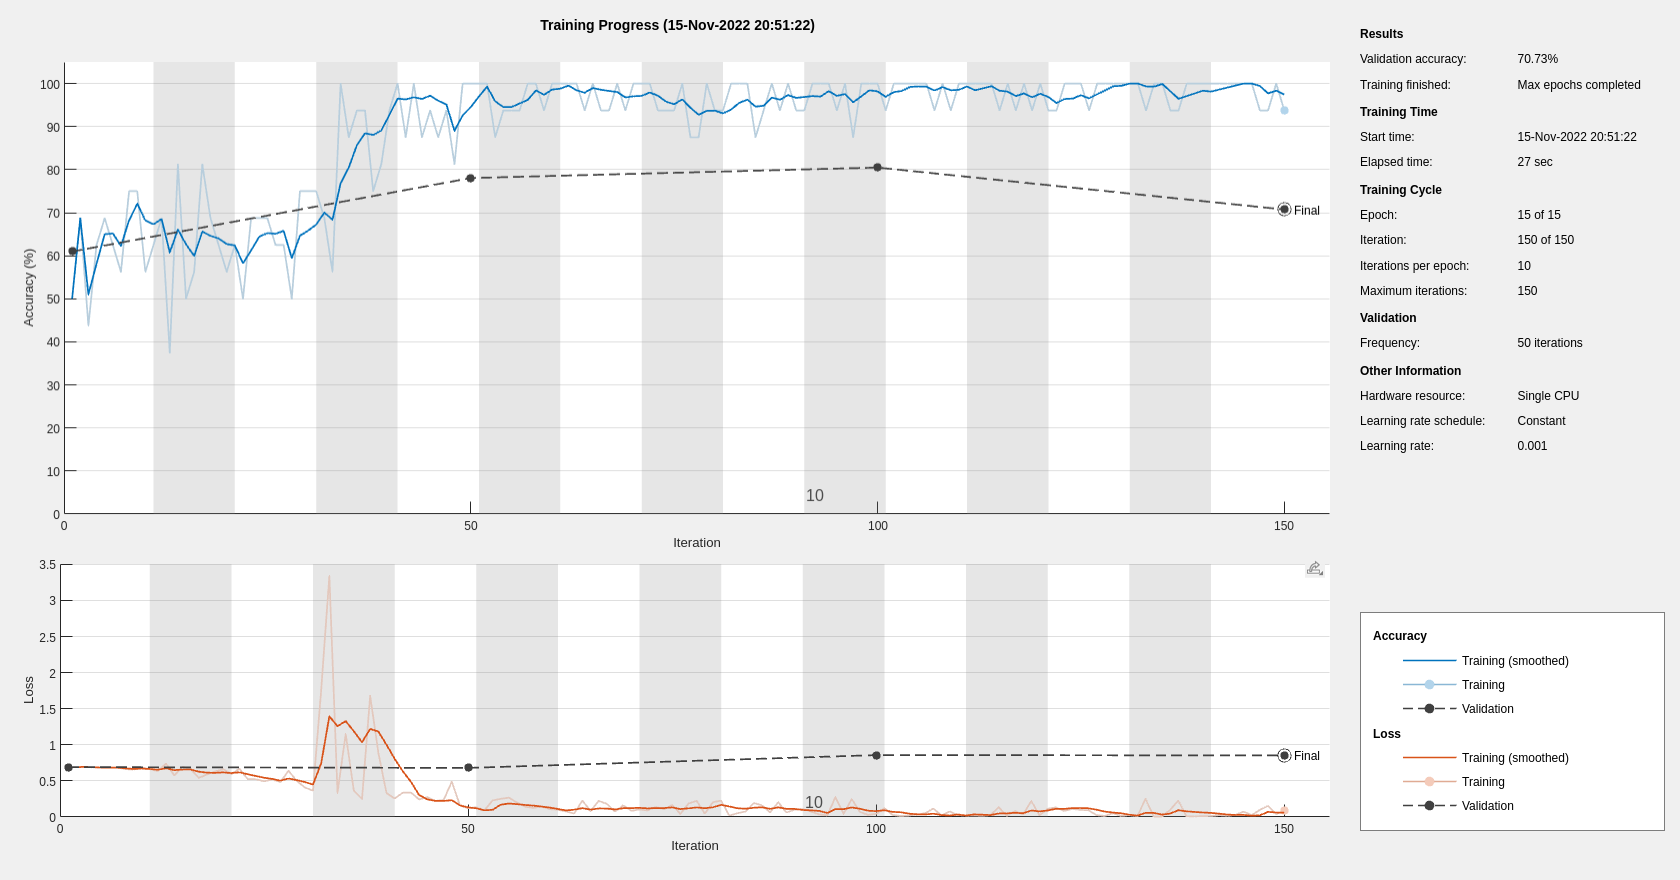 Training Progress (15-Nov-2022 20:51:22)
100
90
80
70
60
50
40
30
20
10
0
Accuracy (%)
Final
10
0
50
100
150
Iteration
3.5
3
2.5
2
1.5
1
0.5
0
Loss
Final
10
0
50
100
150
Iteration
Results
Validation accuracy: 70.73%
Training finished: Max epochs completed
Training Time
Start time: 15-Nov-2022 20:51:22
Elapsed time: 27 sec
Training Cycle
Epoch: 15 of 15
Iteration: 150 of 150
Iterations per epoch: 10
Maximum iterations: 150
Validation
Frequency: 50 iterations
Other Information
Hardware resource: Single CPU
Learning rate schedule: Constant
Learning rate: 0.001
Accuracy
Training (smoothed)
Training
Validation
Loss
Training (smoothed)
Training
Validation